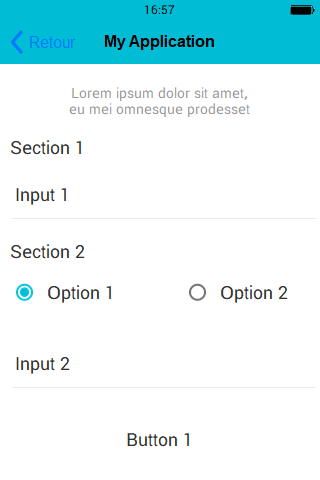 16:57
Retour My Application
Lorem ipsum dolor sit amet,
eu mei omnesque prodesset
Section 1
Input 1
Section 2
Option 1 Option 2
Input 2
Button 1